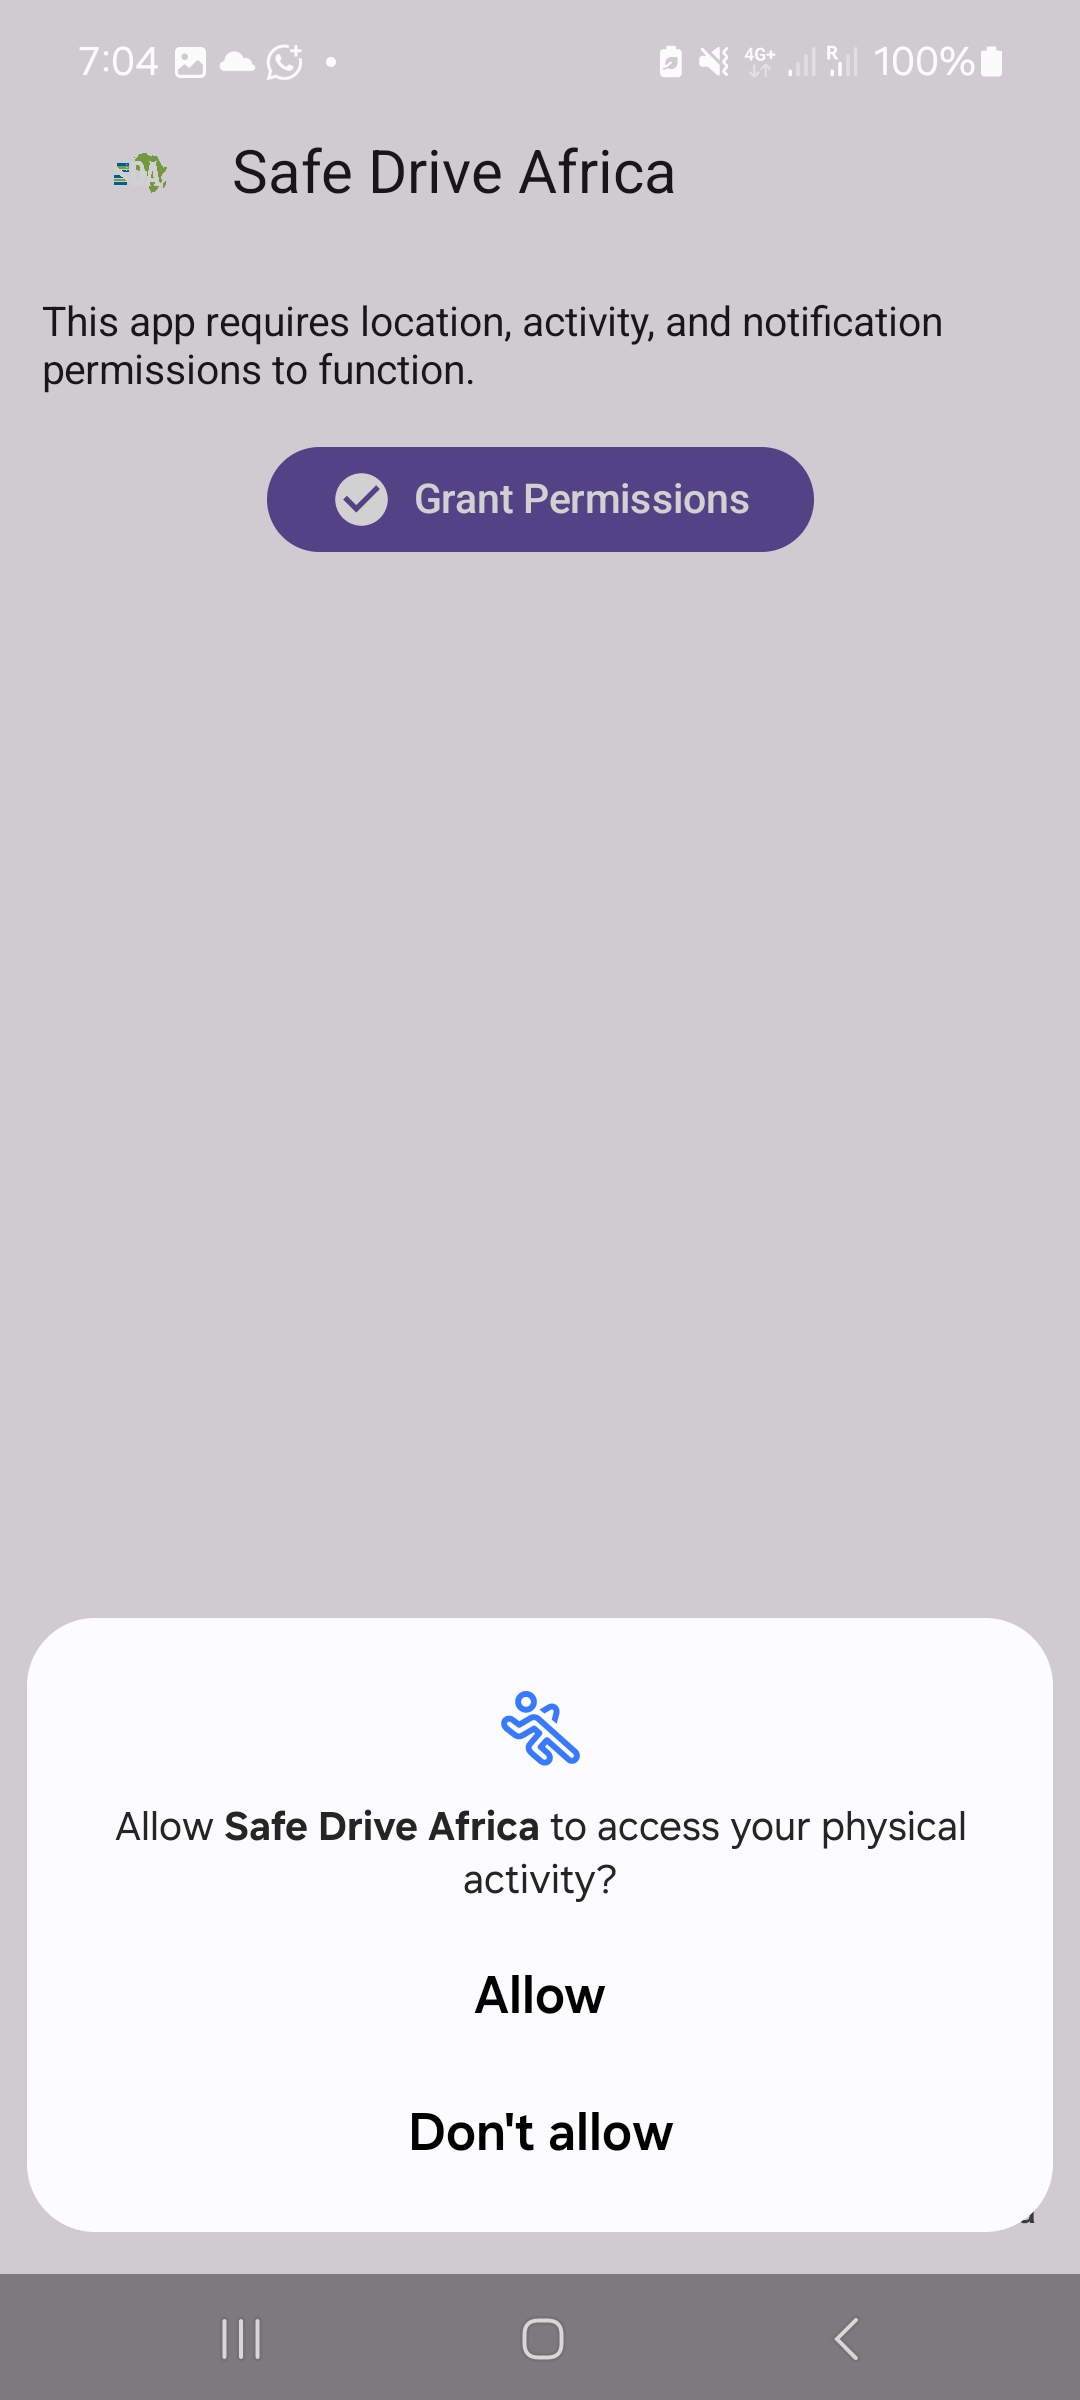 7:04 4G+ R 100%
Safe Drive Africa
This app requires location, activity, and notification
permissions to function.
Grant Permissions
Allow Safe Drive Africa to access your physical
activity?
Allow
Don't allow